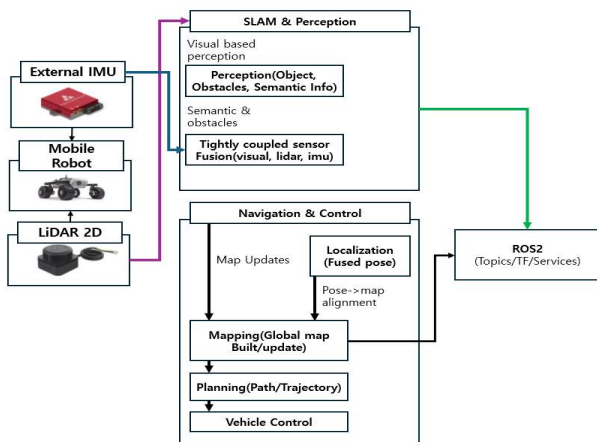 SLAM & Perception
Visual based
perception
Perception(Object,
Obstacles, Semantic Info)
Semantic &
obstacles
Tightly coupled sensor
Fusion(visual, lidar, imu)
External IMU
Mobile
Robot
LiDAR 2D
Navigation & Control
Map Updates
Localization
(Fused pose)
Pose->map
alignment
Mapping(Global map
Built/update)
Planning(Path/Trajectory)
Vehicle Control
ROS2
(Topics/TF/Services)